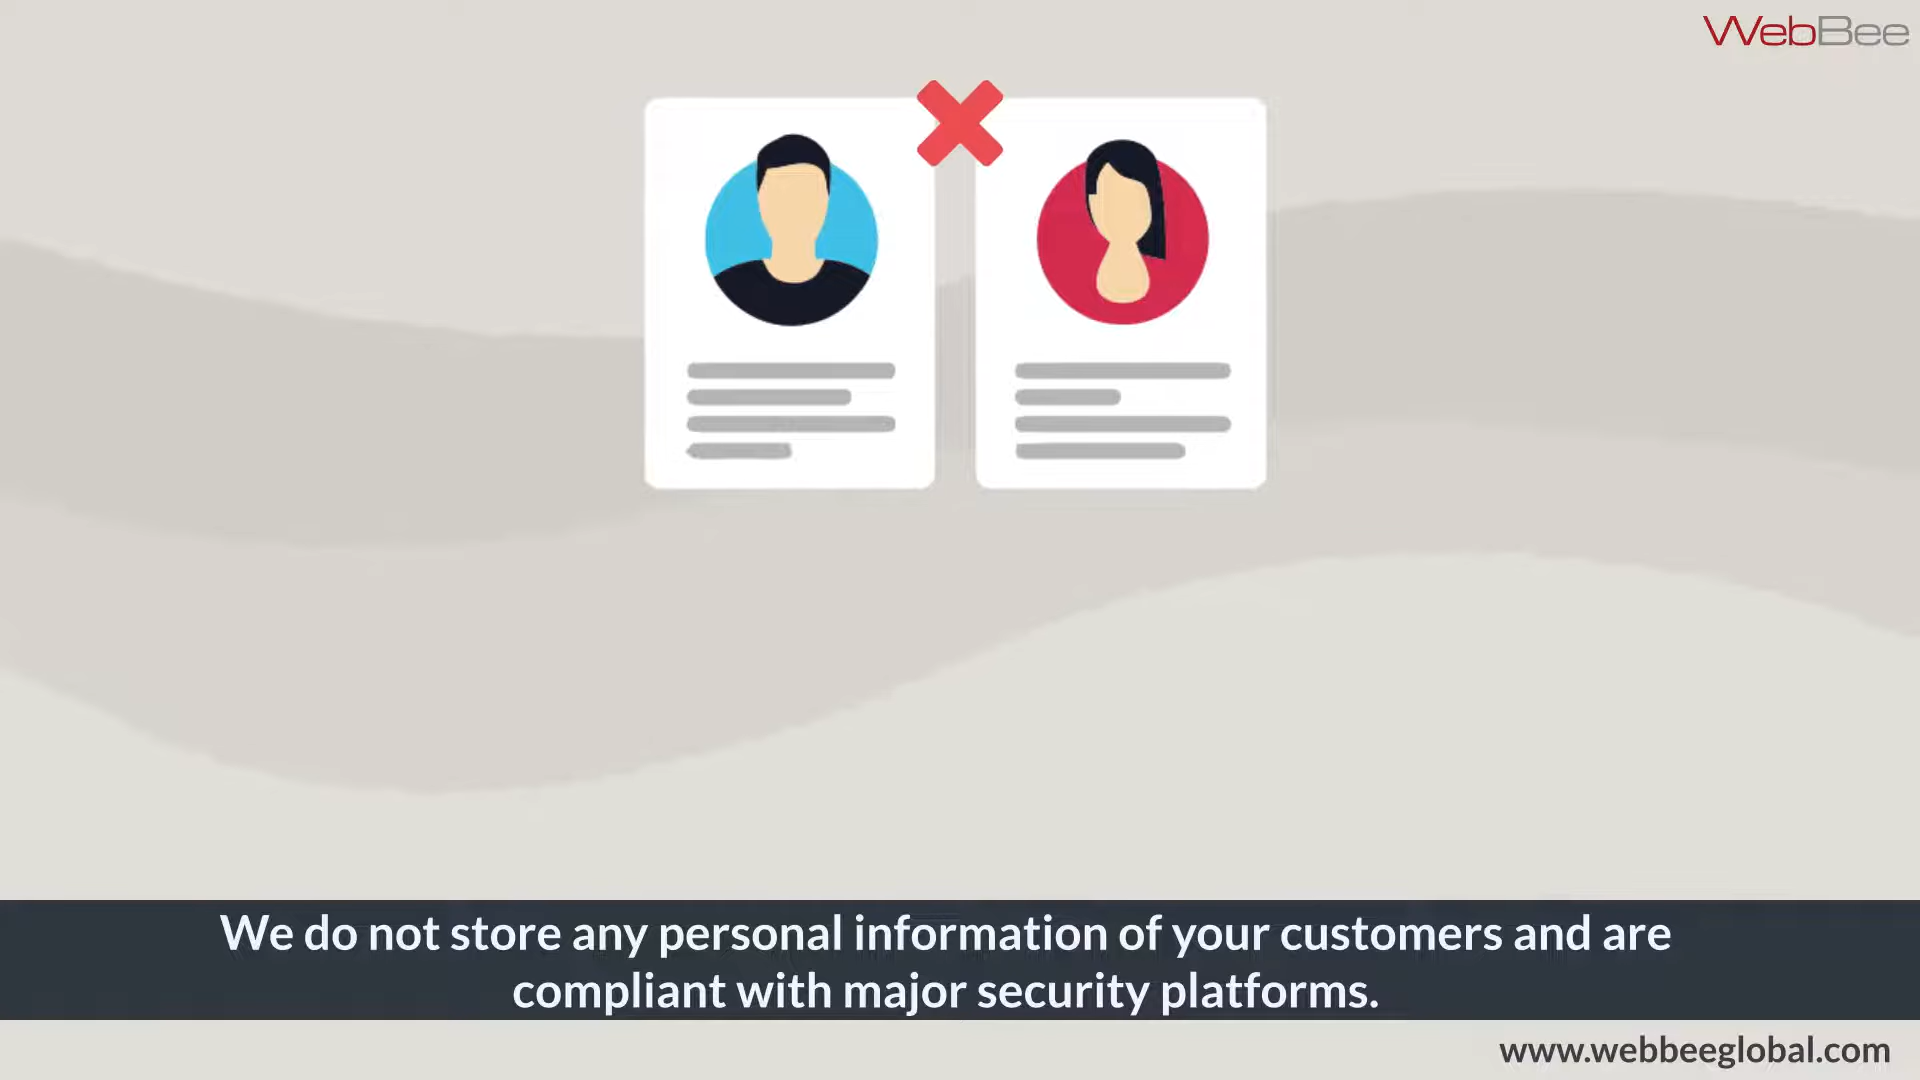 WebBee
We do not store any personal information of your customers and are
compliant with major security platforms.
www.webbeeglobal.com